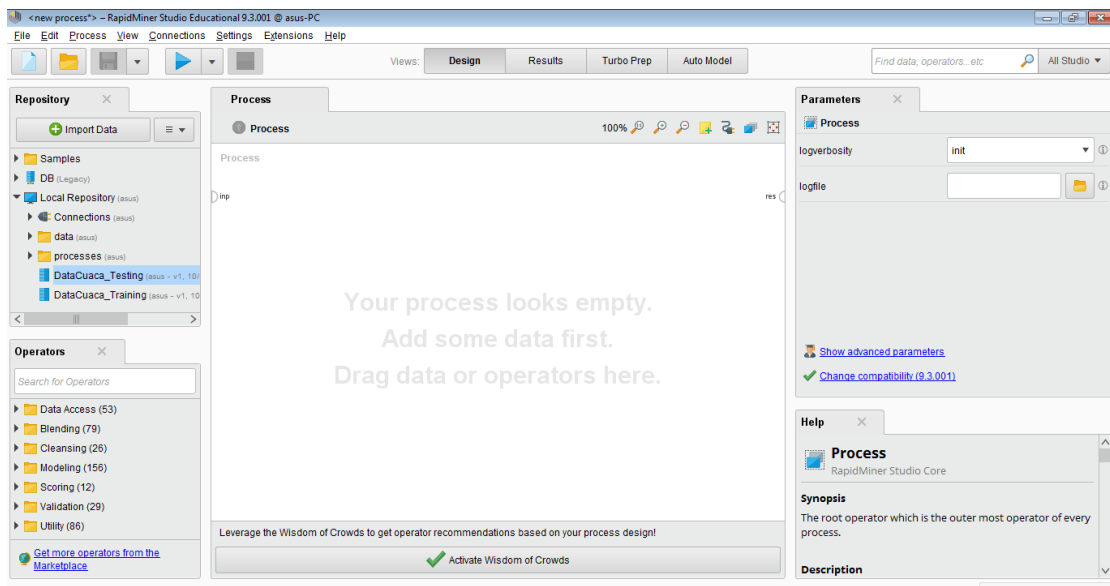 <new process*> – RapidMiner Studio Educational 9.3.001 @ asus-PC
File Edit Process View Connections Settings Extensions Help
Views: Design Results Turbo Prep Auto Model
Find data, operators...etc
All Studio
Repository
Import Data
Samples
DB (Legacy)
Local Repository (asus)
Connections (asus)
data (asus)
processes (asus)
DataCuaca_Testing (asus - v1, 10/
DataCuaca_Training (asus - v1, 10
Operators
Search for Operators
Data Access (53)
Blending (79)
Cleansing (26)
Modeling (156)
Scoring (12)
Validation (29)
Utility (86)
Get more operators from the
Marketplace
Process
Process
100%
Process
inp
res
Your process looks empty.
Add some data first.
Drag data or operators here.
Leverage the Wisdom of Crowds to get operator recommendations based on your process design!
Activate Wisdom of Crowds
Parameters
Process
logverbosity
init
logfile
Show advanced parameters
Change compatibility (9.3.001)
Help
Process
RapidMiner Studio Core
Synopsis
The root operator which is the outer most operator of every
process.
Description